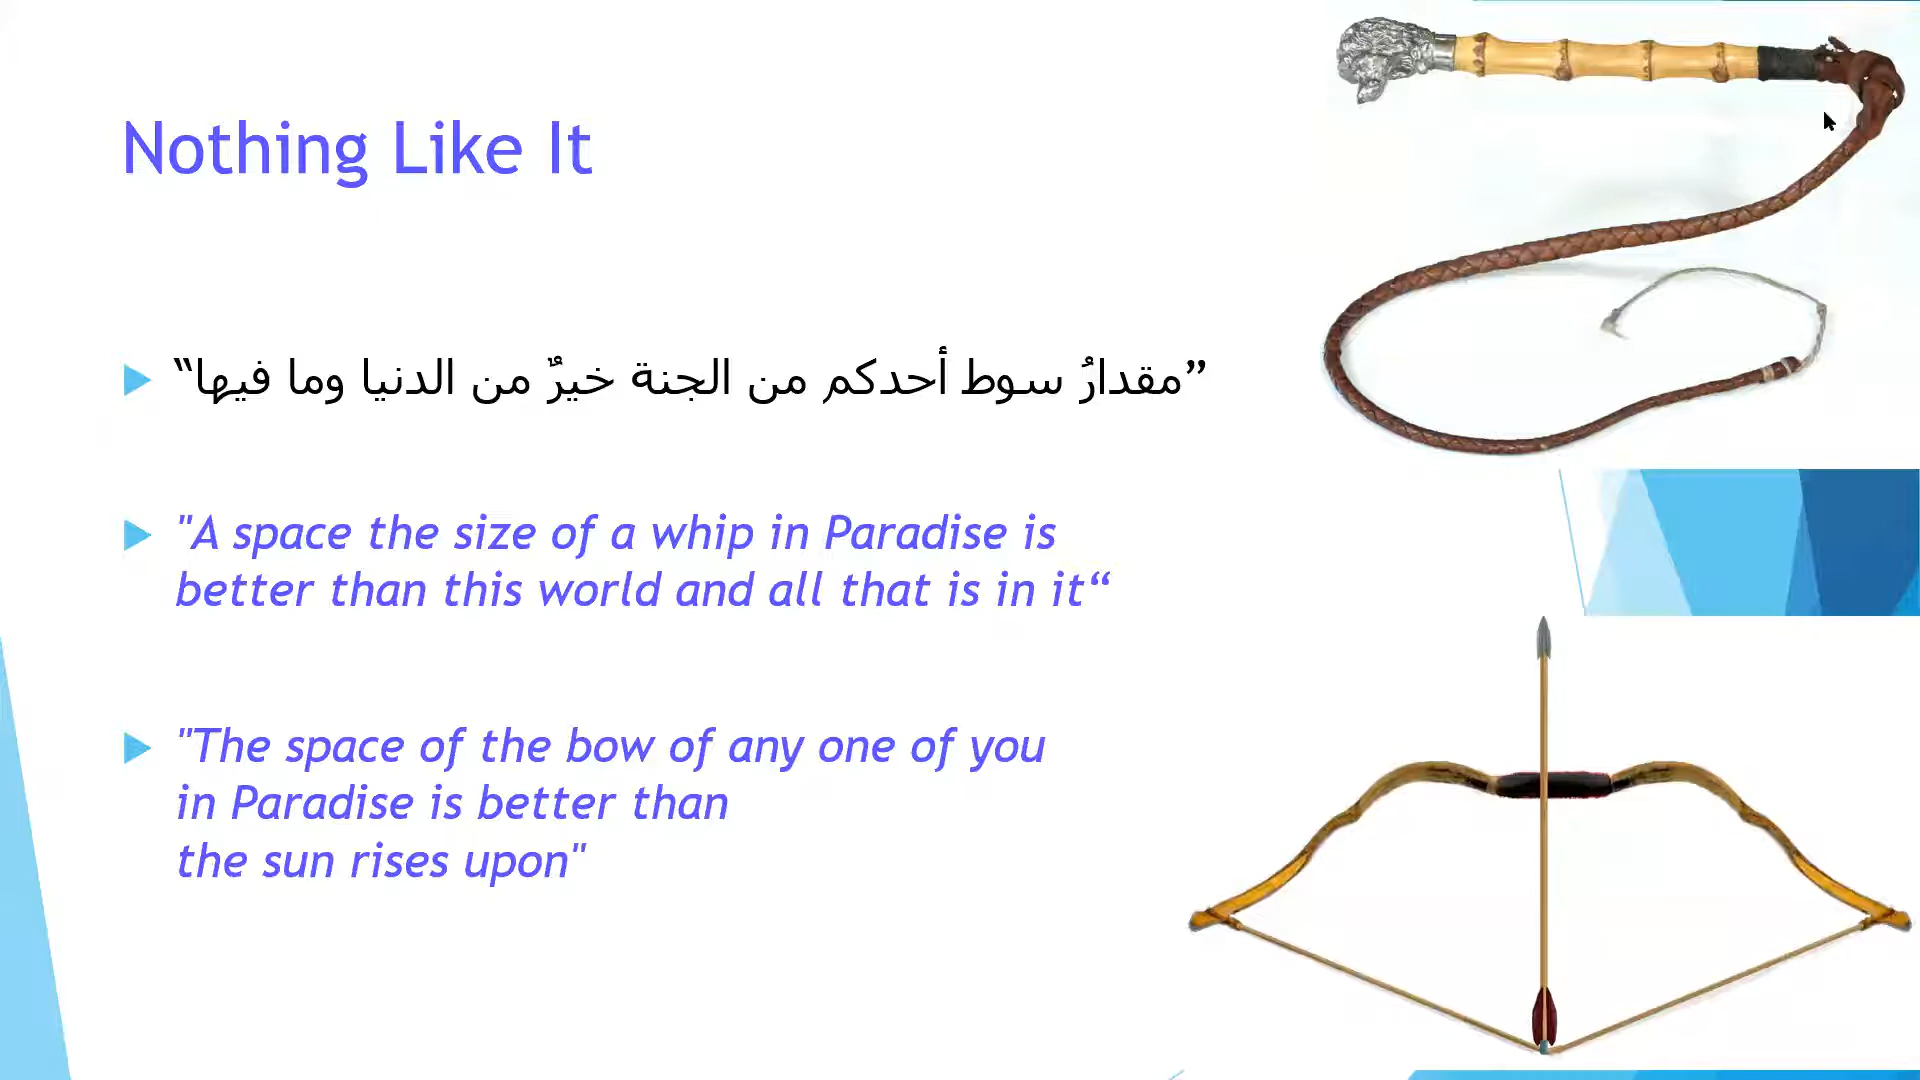 Nothing Like It
”مقدارُ سوط أحدكم من الجنة خيرٌ من الدنيا وما فيها“
"A space the size of a whip in Paradise is
better than this world and all that is in it“
"The space of the bow of any one of you
in Paradise is better than
the sun rises upon"